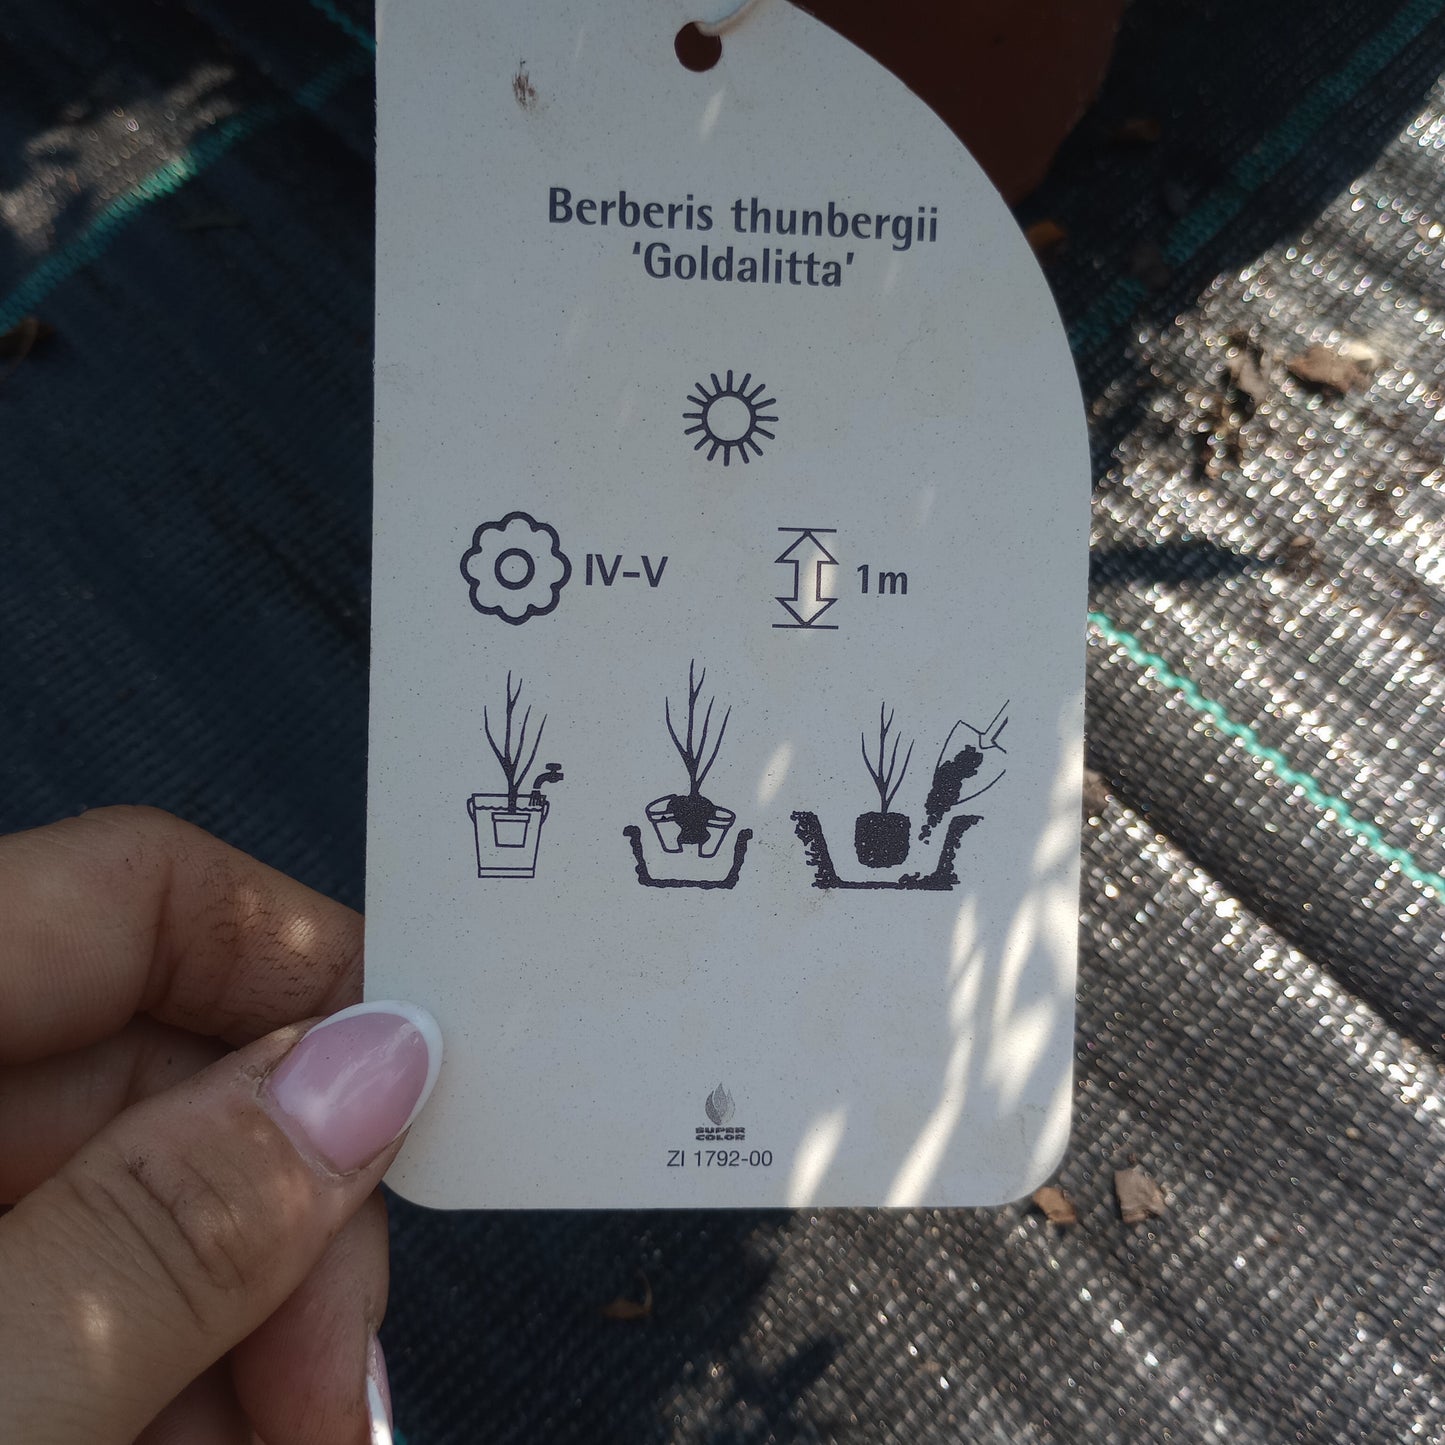 Berberis thunbergii
‘Goldalitta’
IV–V
1m
SUPER
COLOR
ZI 1792-00